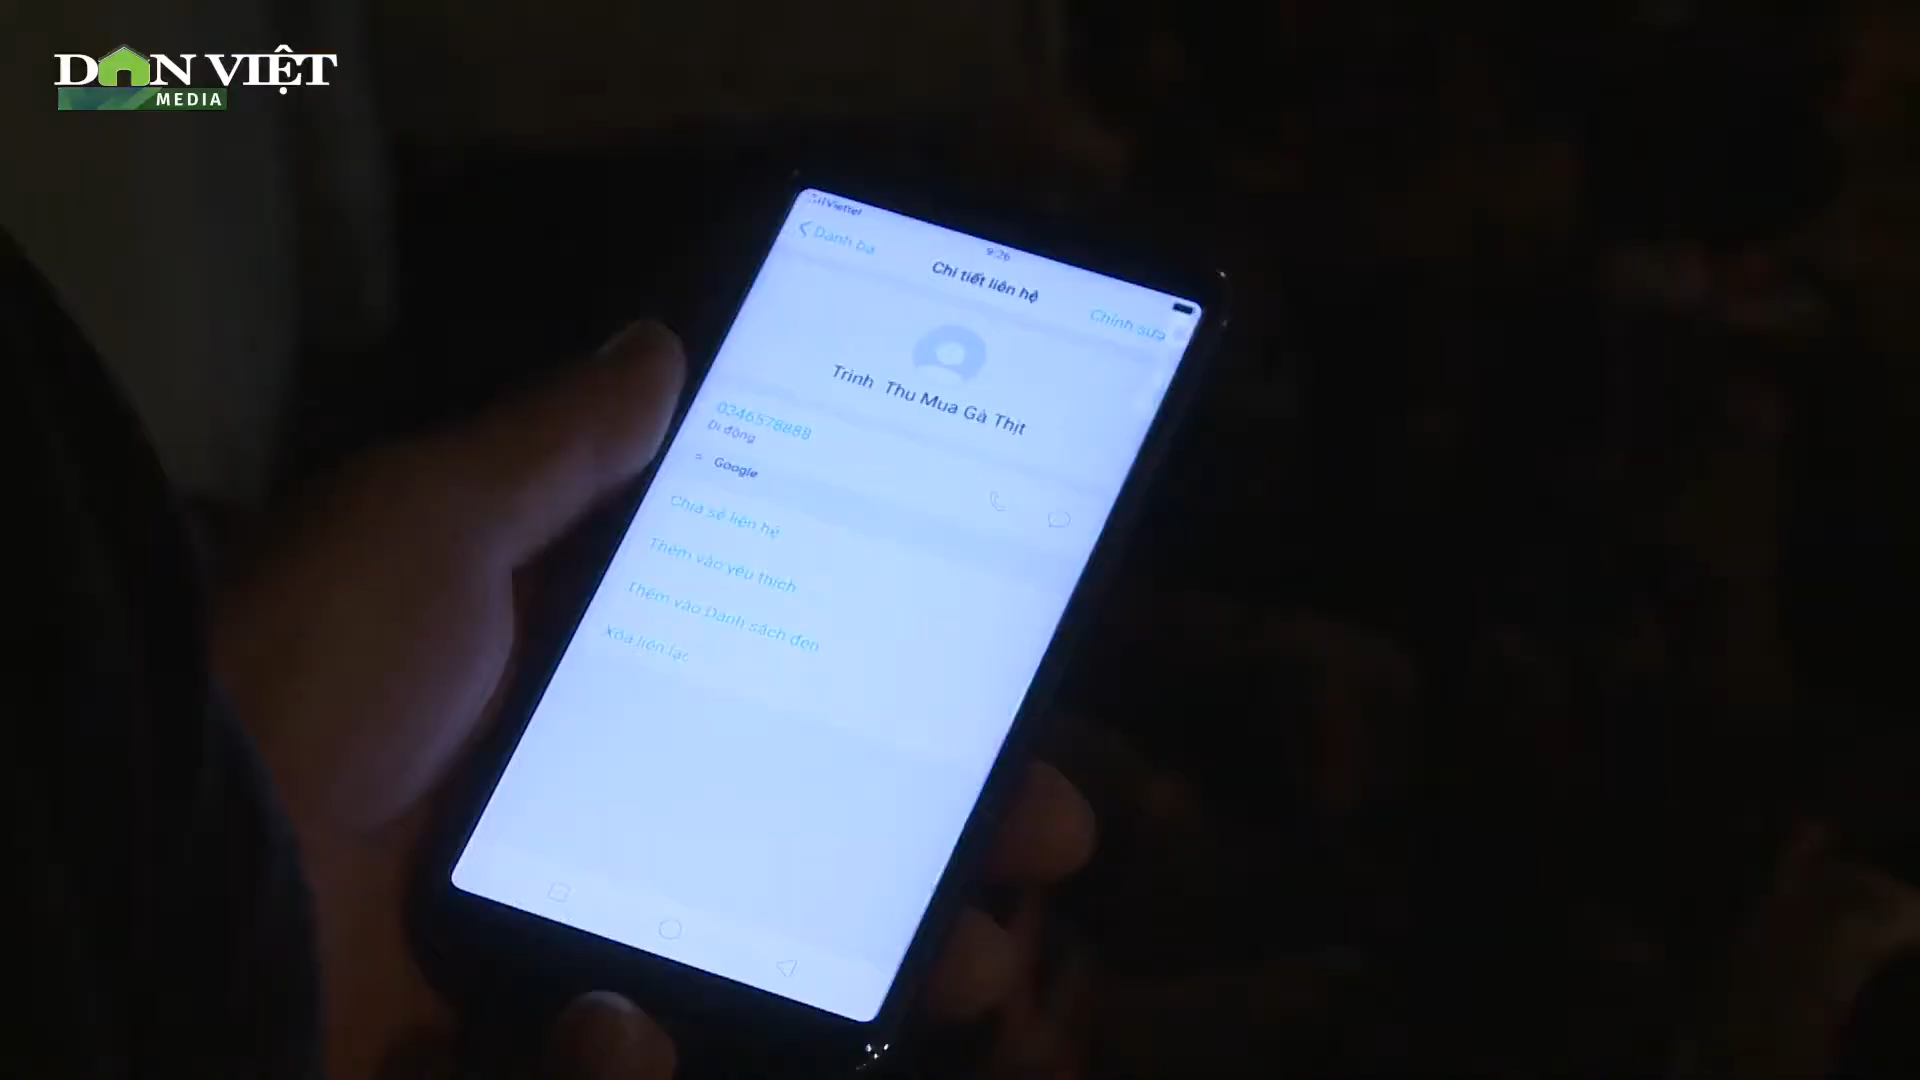 DÂN VIỆT
MEDIA
Viettel
9:26
Danh bạ
Chi tiết liên hệ
Chỉnh sửa
Trinh Thu Mua Gà Thịt
0346578888
Di động
Google
Chia sẻ liên hệ
Thêm vào yêu thích
Thêm vào Danh sách đen
Xóa liên lạc